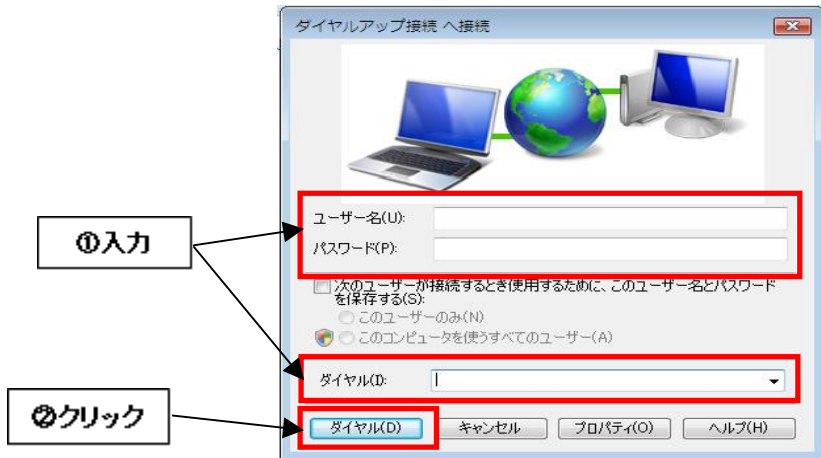 ダイヤルアップ接続 へ接続
ユーザー名(U):
①入力
パスワード(P):
次のユーザーが接続するとき使用するために、このユーザー名とパスワード
を保存する(S):
このユーザーのみ(N)
このコンピュータを使うすべてのユーザー(A)
ダイヤル(I):
②クリック
ダイヤル(D)
キャンセル
プロパティ(O)
ヘルプ(H)